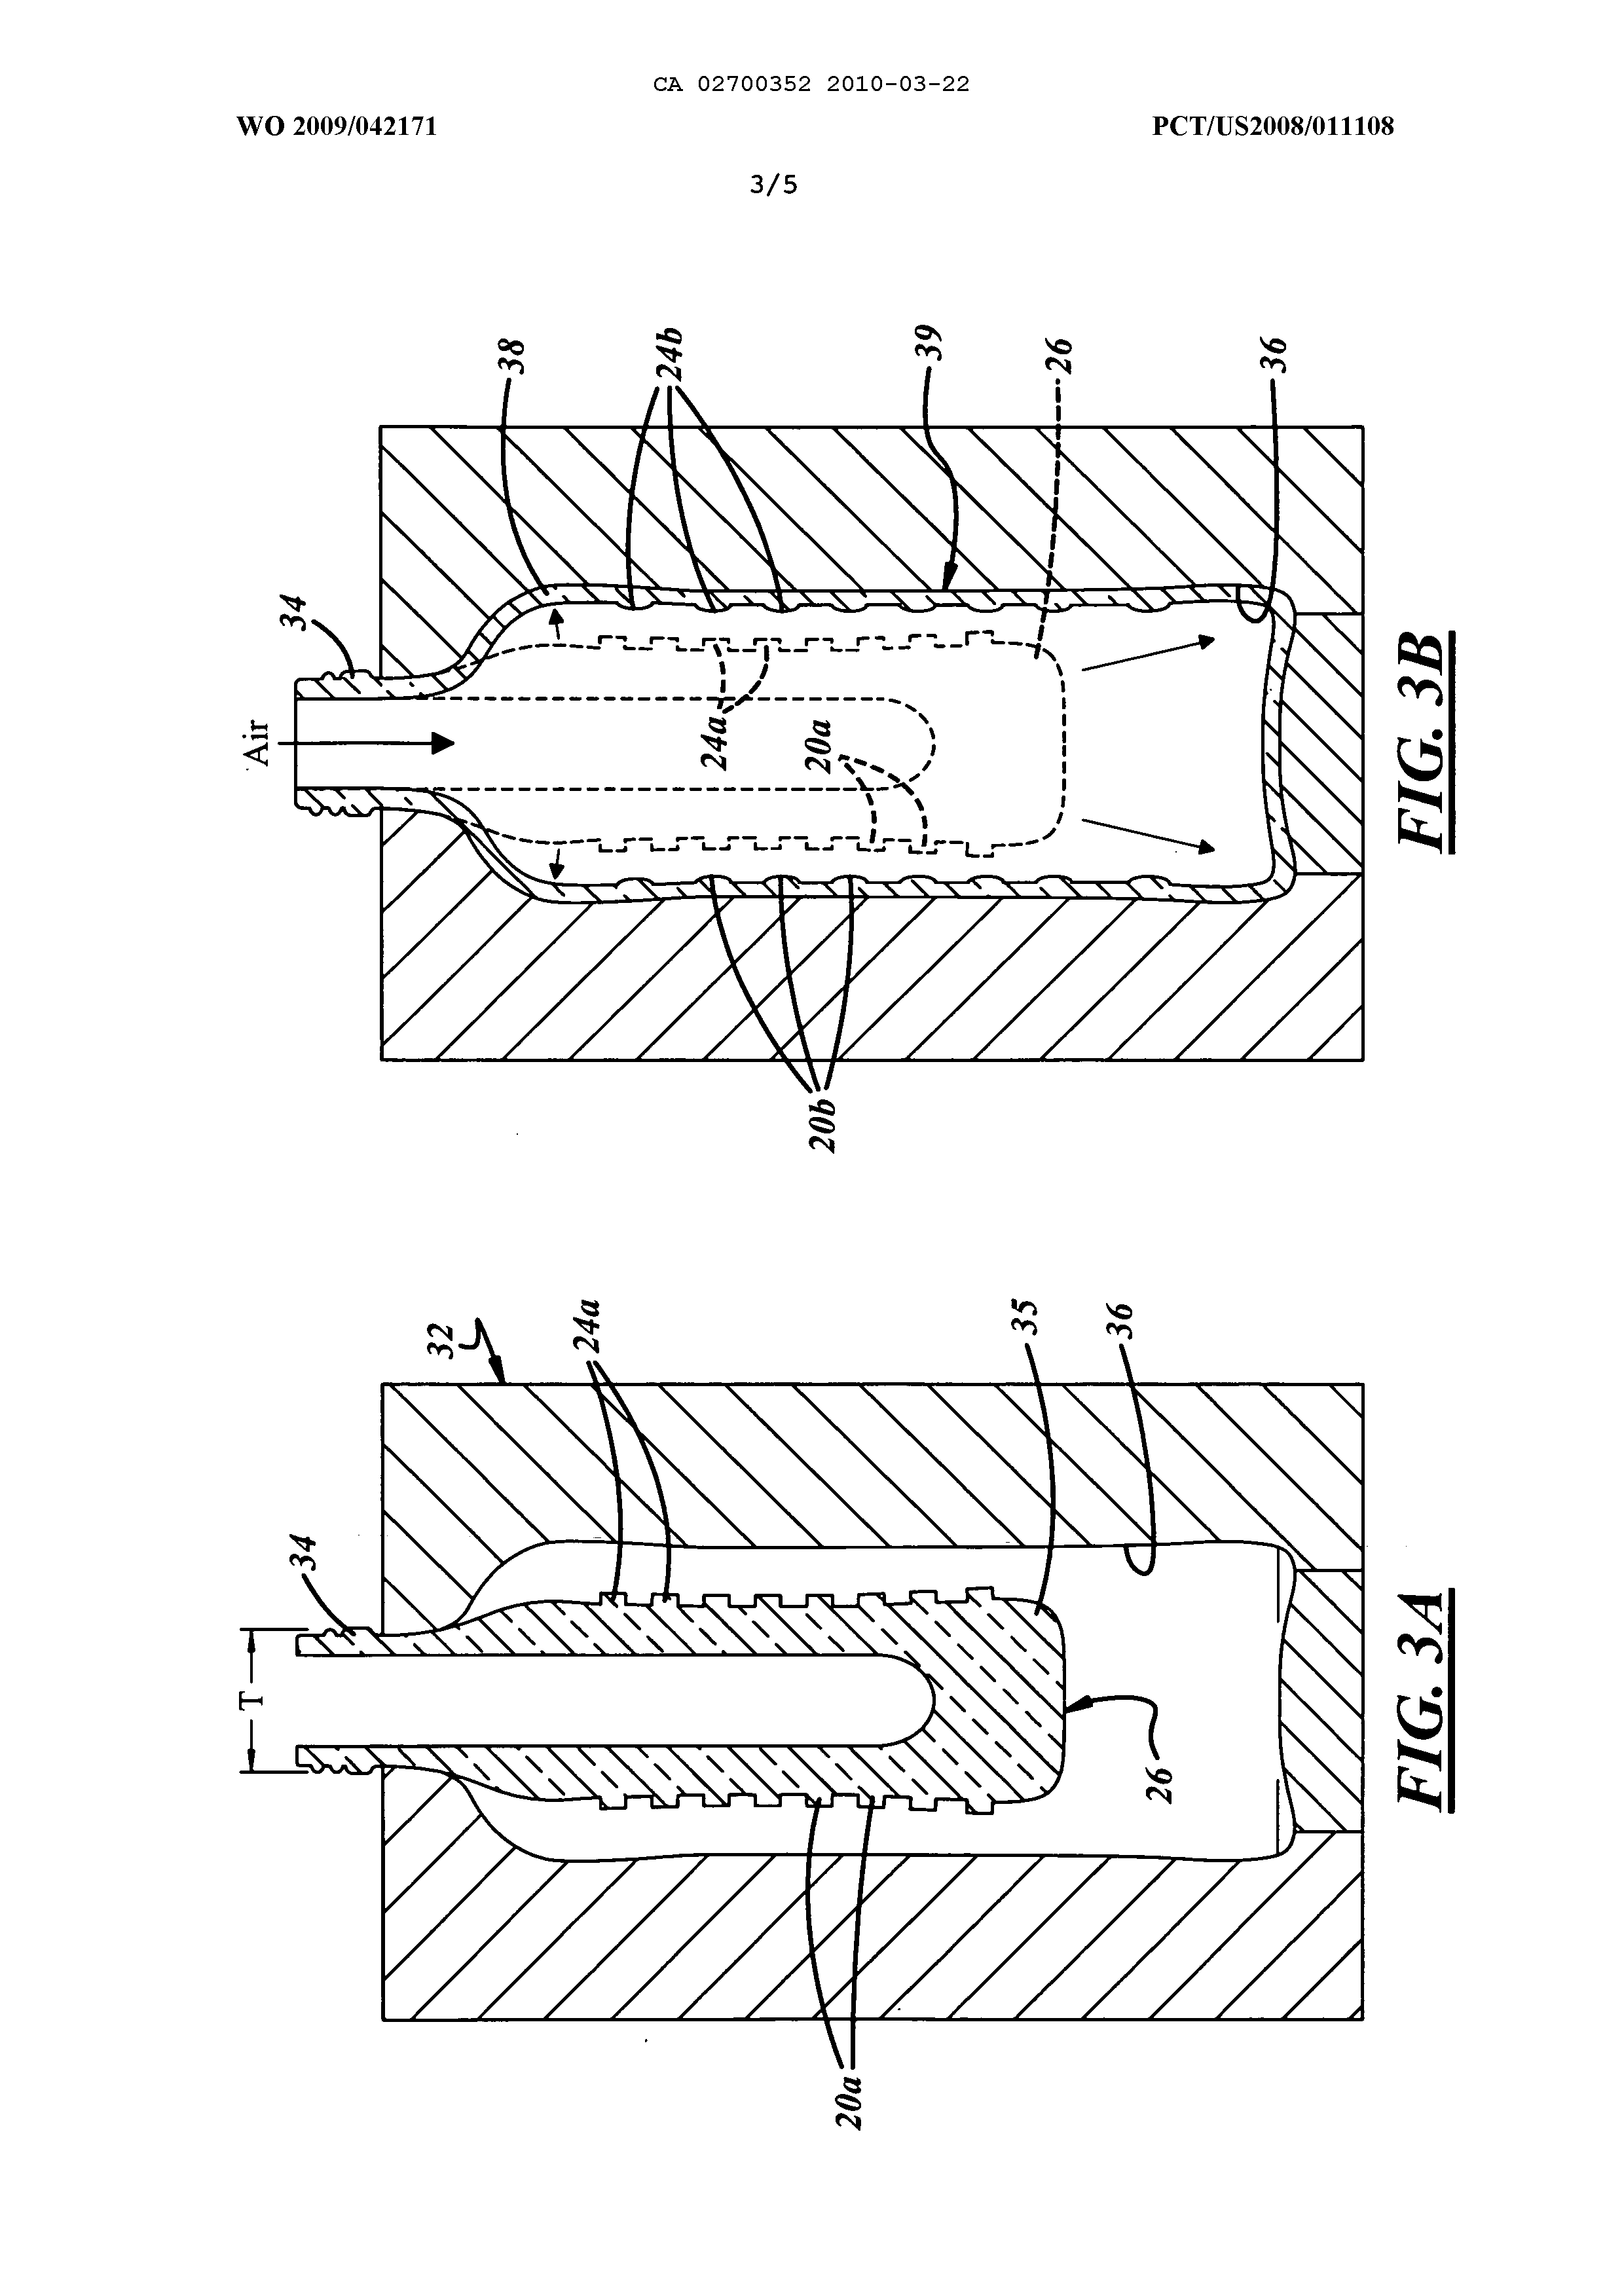 CA 02700352 2010-03-22
WO 2009/042171
PCT/US2008/011108
3/5
Air
34
38
24b
39
26
36
24a
20a
20b
FIG. 3B
T
34
32
24a
35
36
26
20a
FIG. 3A